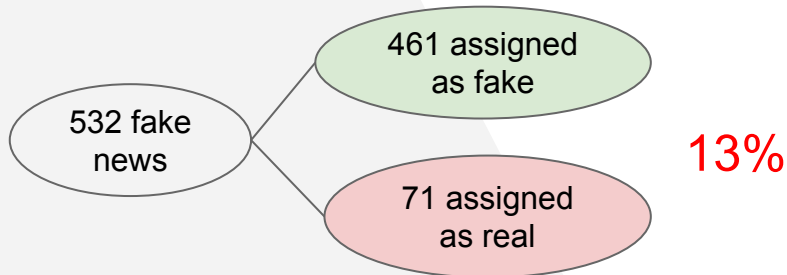 461 assigned
as fake
532 fake
news
13%
71 assigned
as real